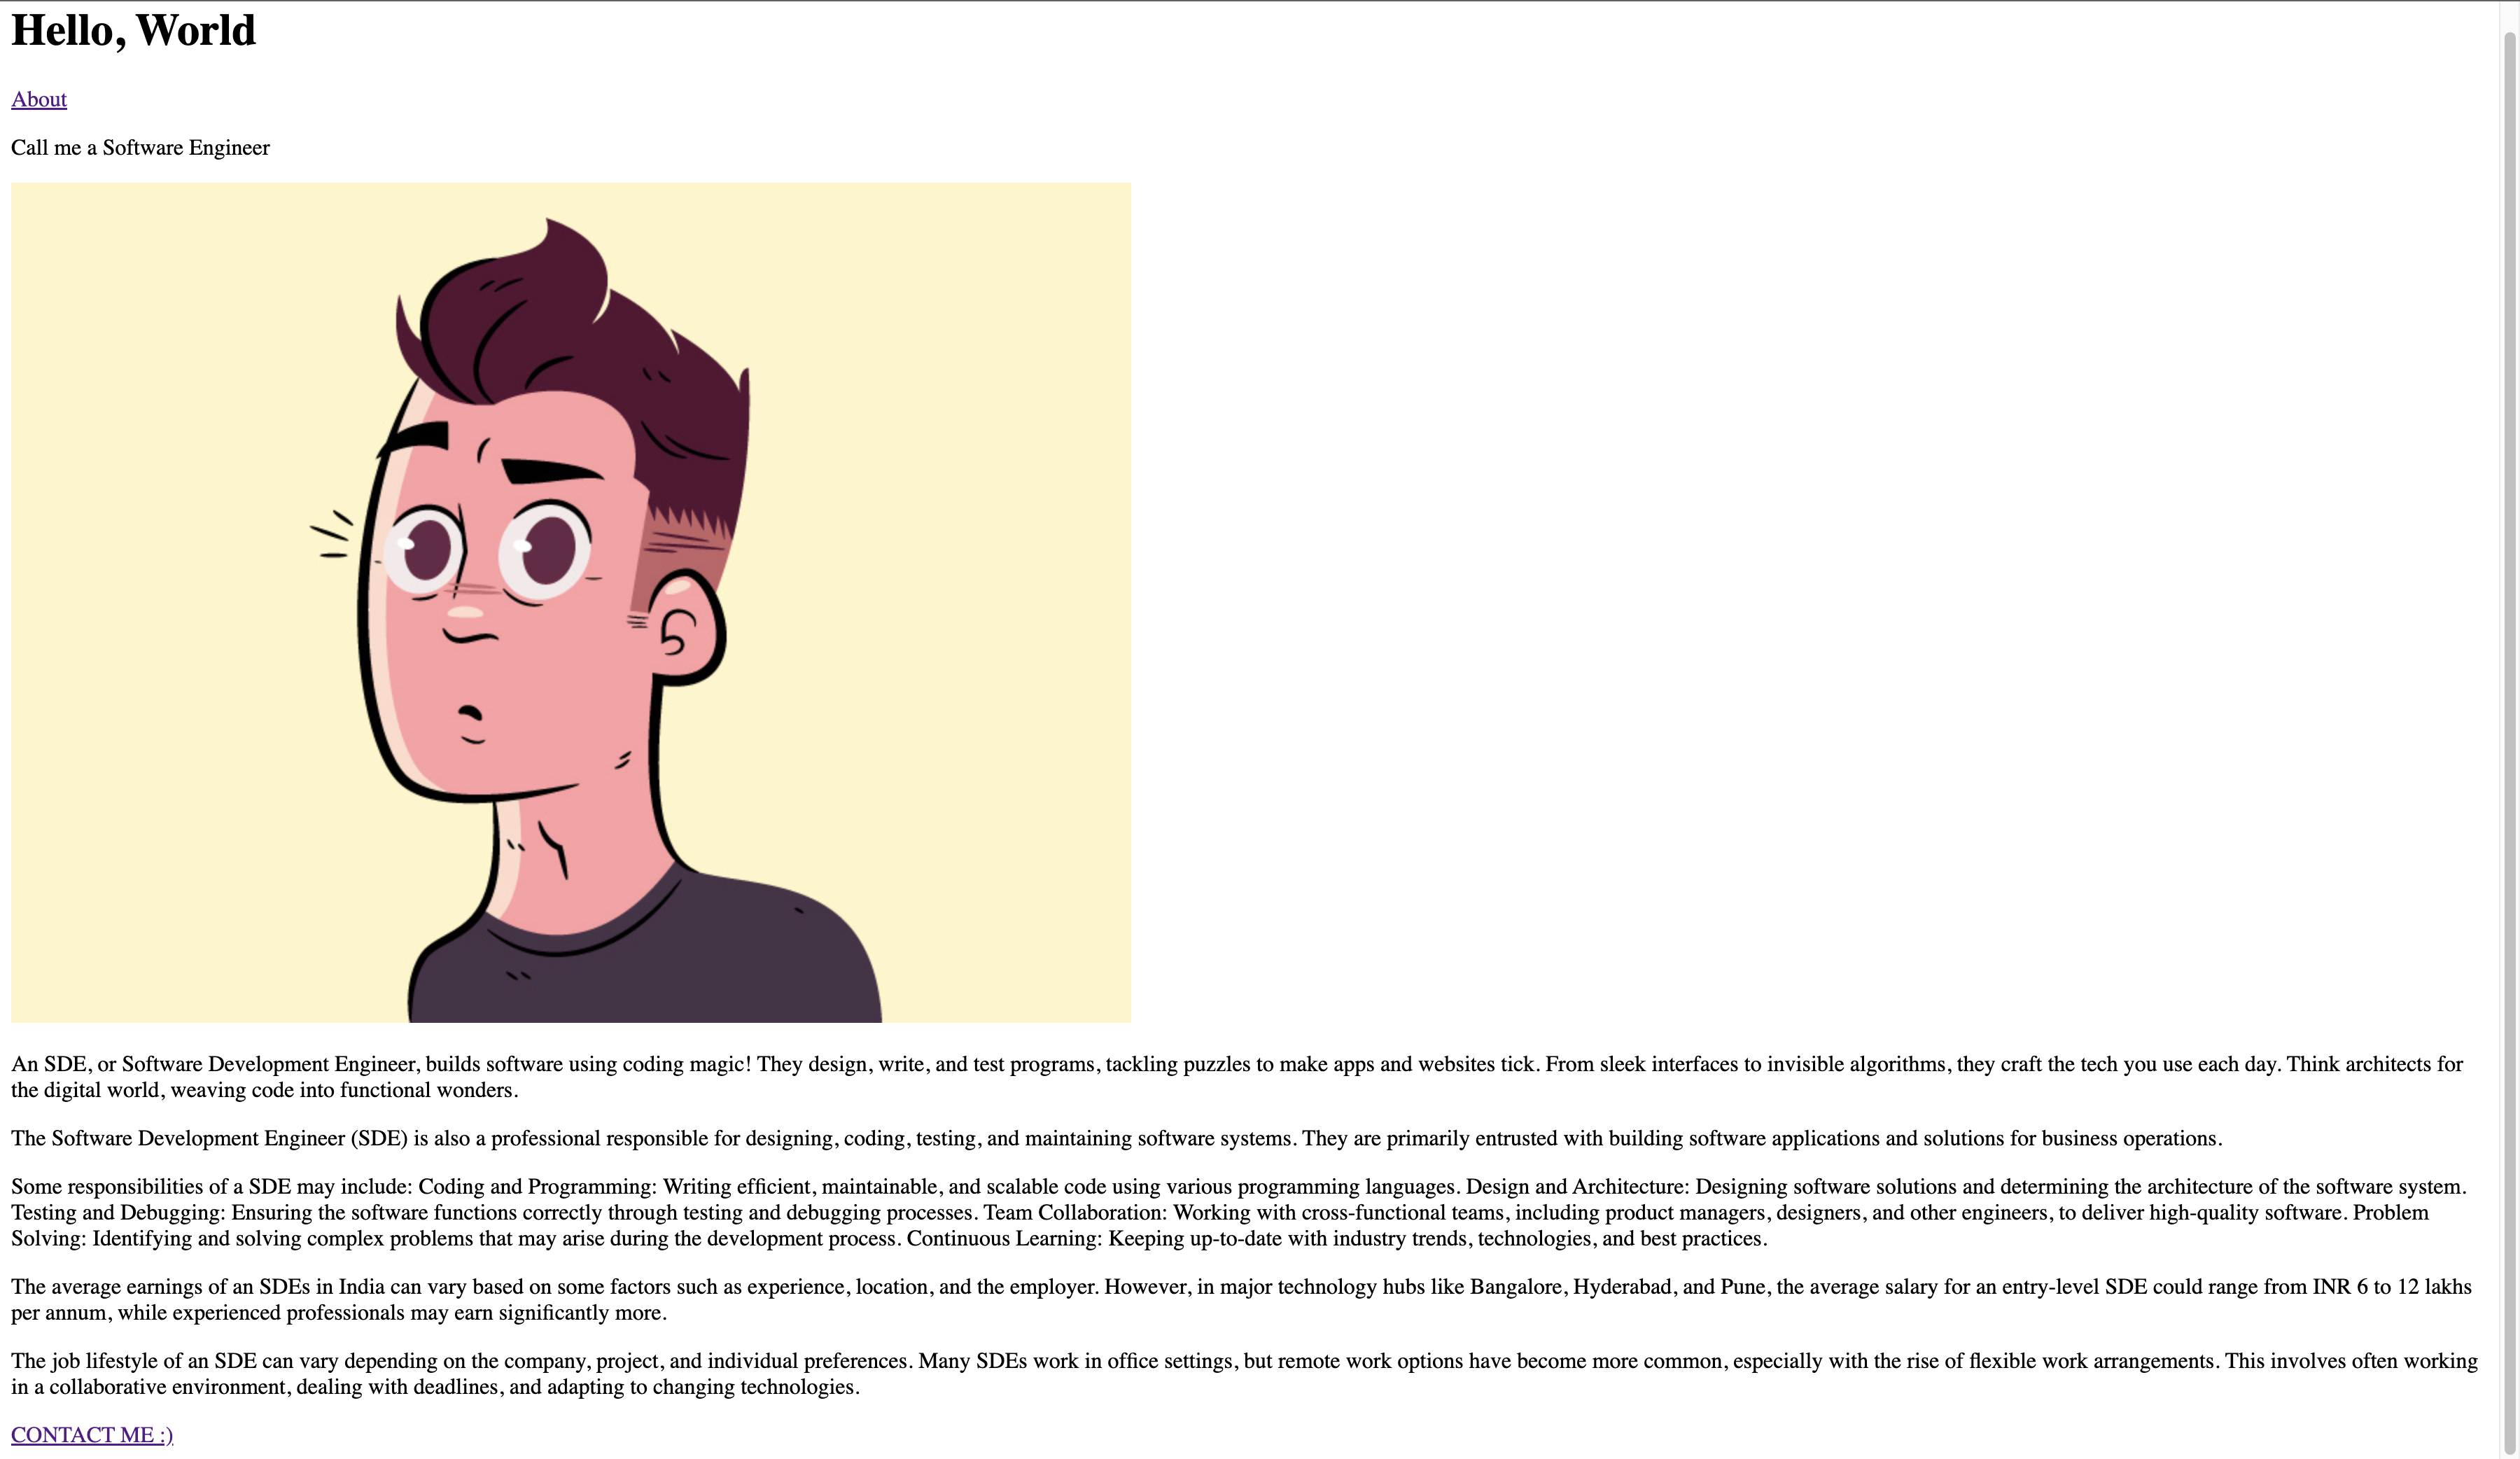 Hello, World
About
Call me a Software Engineer
An SDE, or Software Development Engineer, builds software using coding magic! They design, write, and test programs, tackling puzzles to make apps and websites tick. From sleek interfaces to invisible algorithms, they craft the tech you use each day. Think architects for
the digital world, weaving code into functional wonders.
The Software Development Engineer (SDE) is also a professional responsible for designing, coding, testing, and maintaining software systems. They are primarily entrusted with building software applications and solutions for business operations.
Some responsibilities of a SDE may include: Coding and Programming: Writing efficient, maintainable, and scalable code using various programming languages. Design and Architecture: Designing software solutions and determining the architecture of the software system.
Testing and Debugging: Ensuring the software functions correctly through testing and debugging processes. Team Collaboration: Working with cross-functional teams, including product managers, designers, and other engineers, to deliver high-quality software. Problem
Solving: Identifying and solving complex problems that may arise during the development process. Continuous Learning: Keeping up-to-date with industry trends, technologies, and best practices.
The average earnings of an SDEs in India can vary based on some factors such as experience, location, and the employer. However, in major technology hubs like Bangalore, Hyderabad, and Pune, the average salary for an entry-level SDE could range from INR 6 to 12 lakhs
per annum, while experienced professionals may earn significantly more.
The job lifestyle of an SDE can vary depending on the company, project, and individual preferences. Many SDEs work in office settings, but remote work options have become more common, especially with the rise of flexible work arrangements. This involves often working
in a collaborative environment, dealing with deadlines, and adapting to changing technologies.
CONTACT ME :)